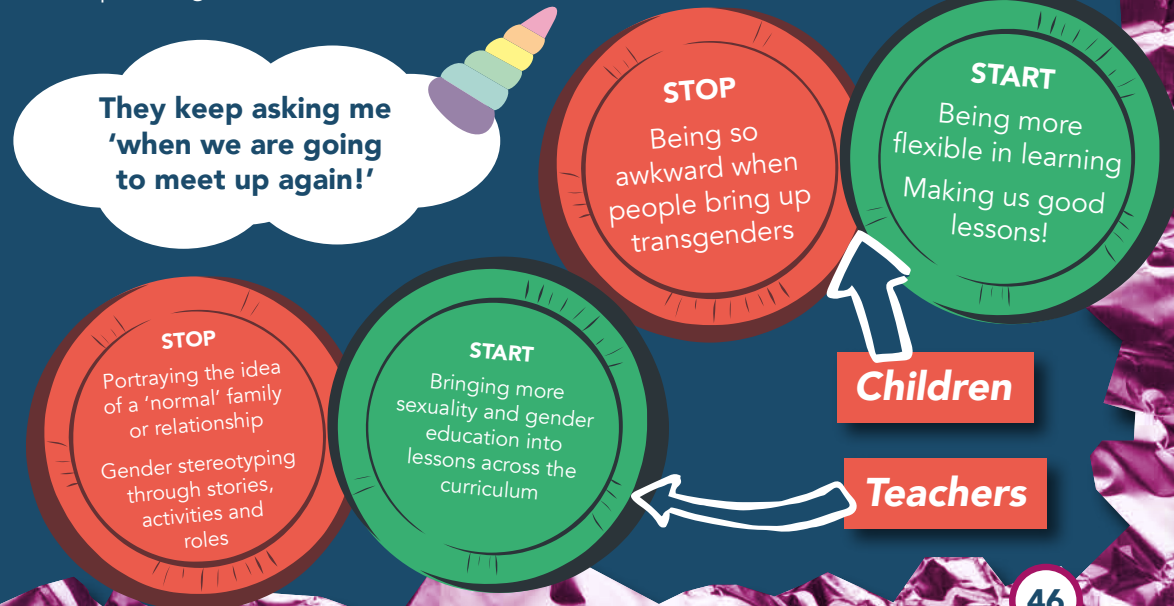 They keep asking me
‘when we are going
to meet up again!’
STOP
Being so
awkward when
people bring up
transgenders
START
Being more
flexible in learning
Making us good
lessons!
Children
STOP
Portraying the idea
of a ‘normal’ family
or relationship
Gender stereotyping
through stories,
activities and
roles
START
Bringing more
sexuality and gender
education into
lessons across the
curriculum
Teachers
46